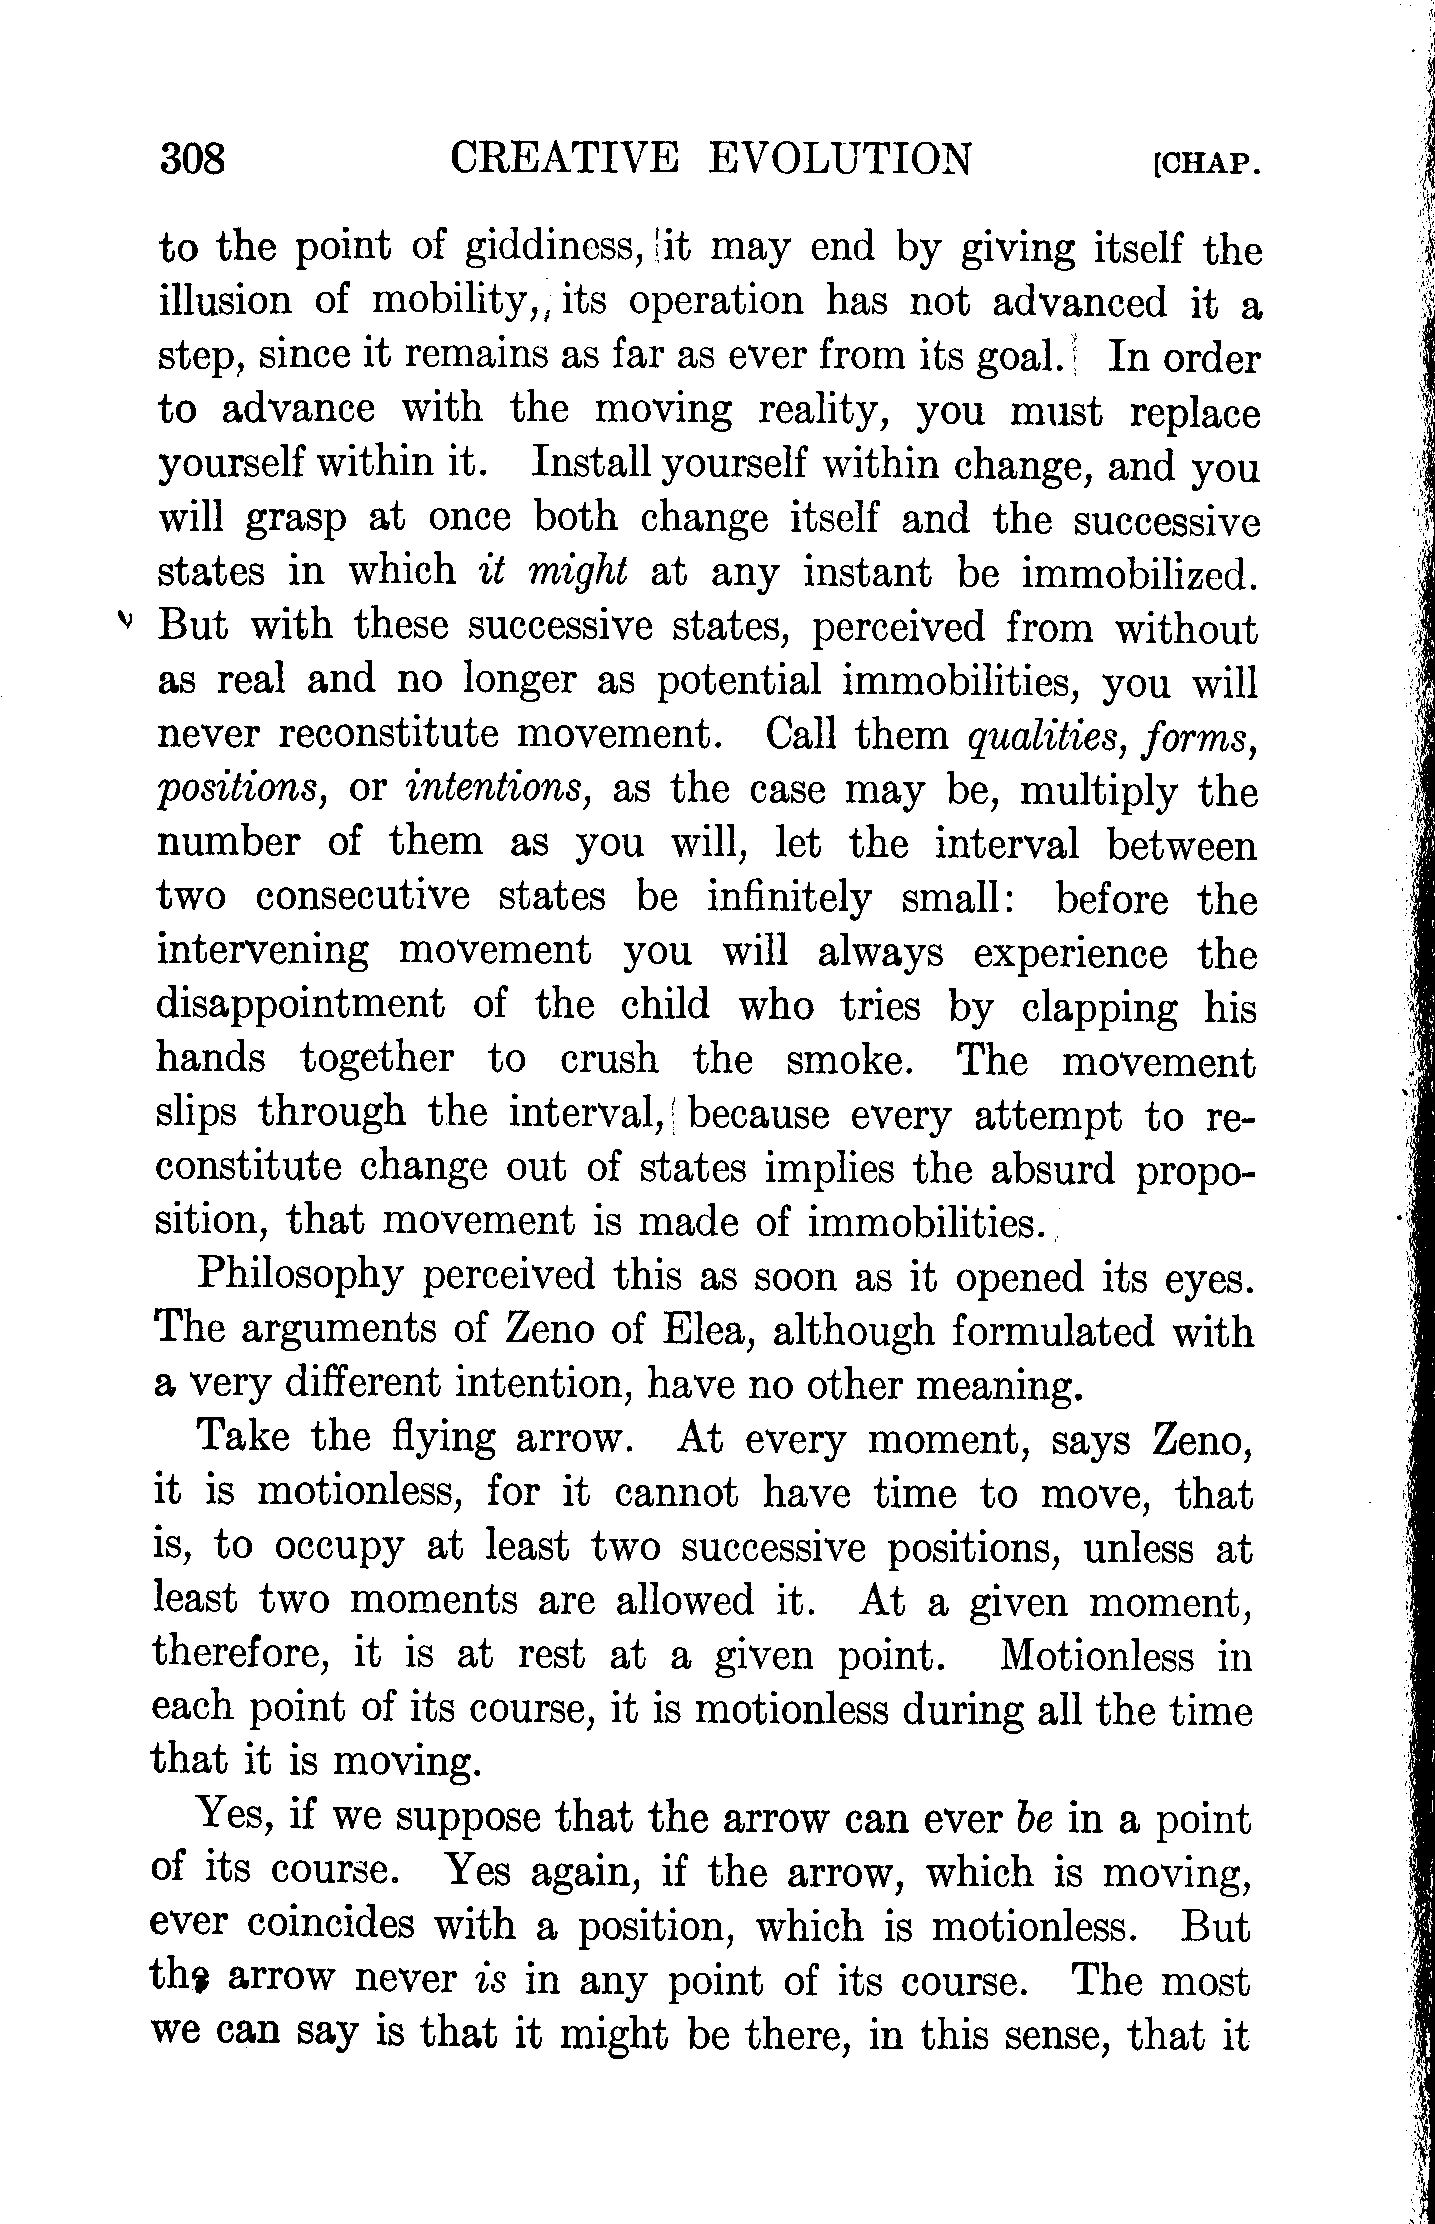 308 CREATIVE EVOLUTION [CHAP.
to the point of giddiness, it may end by giving itself the
illusion of mobility, its operation has not advanced it a
step, since it remains as far as ever from its goal. In order
to advance with the moving reality, you must replace
yourself within it. Install yourself within change, and you
will grasp at once both change itself and the successive
states in which it might at any instant be immobilized.
But with these successive states, perceived from without
as real and no longer as potential immobilities, you will
never reconstitute movement. Call them qualities, forms,
positions, or intentions, as the case may be, multiply the
number of them as you will, let the interval between
two consecutive states be infinitely small: before the
intervening movement you will always experience the
disappointment of the child who tries by clapping his
hands together to crush the smoke. The movement
slips through the interval, because every attempt to re-
constitute change out of states implies the absurd propo-
sition, that movement is made of immobilities.
Philosophy perceived this as soon as it opened its eyes.
The arguments of Zeno of Elea, although formulated with
a very different intention, have no other meaning.
Take the flying arrow. At every moment, says Zeno,
it is motionless, for it cannot have time to move, that
is, to occupy at least two successive positions, unless at
least two moments are allowed it. At a given moment,
therefore, it is at rest at a given point. Motionless in
each point of its course, it is motionless during all the time
that it is moving.
Yes, if we suppose that the arrow can ever be in a point
of its course. Yes again, if the arrow, which is moving,
ever coincides with a position, which is motionless. But
the arrow never is in any point of its course. The most
we can say is that it might be there, in this sense, that it